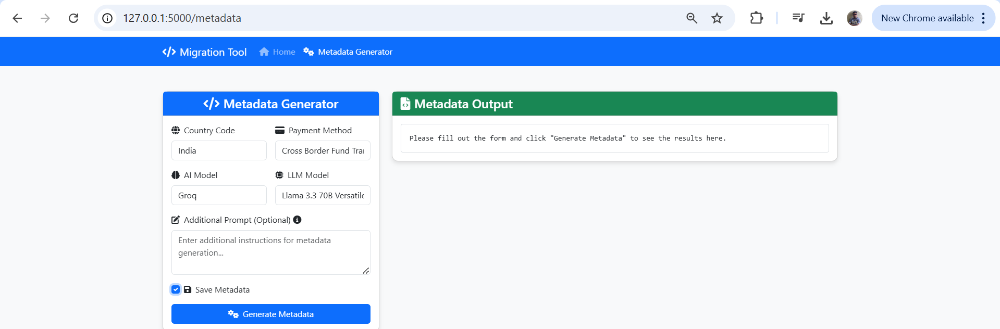 127.0.0.1:5000/metadata
New Chrome available
Migration Tool
Home
Metadata Generator
Metadata Generator
Country Code
Payment Method
India
Cross Border Fund
AI Model
LLM Model
Groq
Llama 3.3 70B Versatile
Additional Prompt (Optional)
Enter additional instructions for metadata
generation...
Save Metadata
Generate Metadata
Metadata Output
Please fill out the form and click "Generate Metadata" to see the results here.